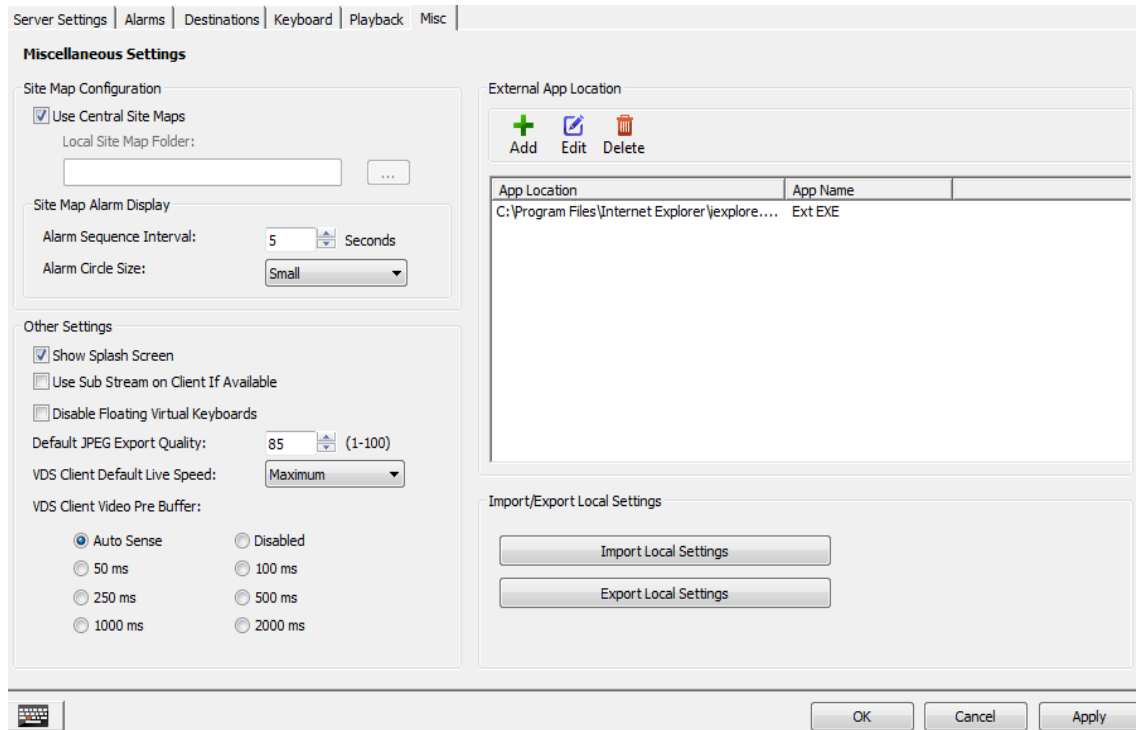 Server Settings Alarms Destinations Keyboard Playback Misc
Miscellaneous Settings
Site Map Configuration
Use Central Site Maps
Local Site Map Folder:
...
Site Map Alarm Display
Alarm Sequence Interval: 5 Seconds
Alarm Circle Size: Small
Other Settings
Show Splash Screen
Use Sub Stream on Client If Available
Disable Floating Virtual Keyboards
Default JPEG Export Quality: 85 (1-100)
VDS Client Default Live Speed: Maximum
VDS Client Video Pre Buffer:
Auto Sense Disabled
50 ms 100 ms
250 ms 500 ms
1000 ms 2000 ms
External App Location
Add Edit Delete
App Location App Name
C:\Program Files\Internet Explorer\iexplore.... Ext EXE
Import/Export Local Settings
Import Local Settings
Export Local Settings
OK Cancel Apply